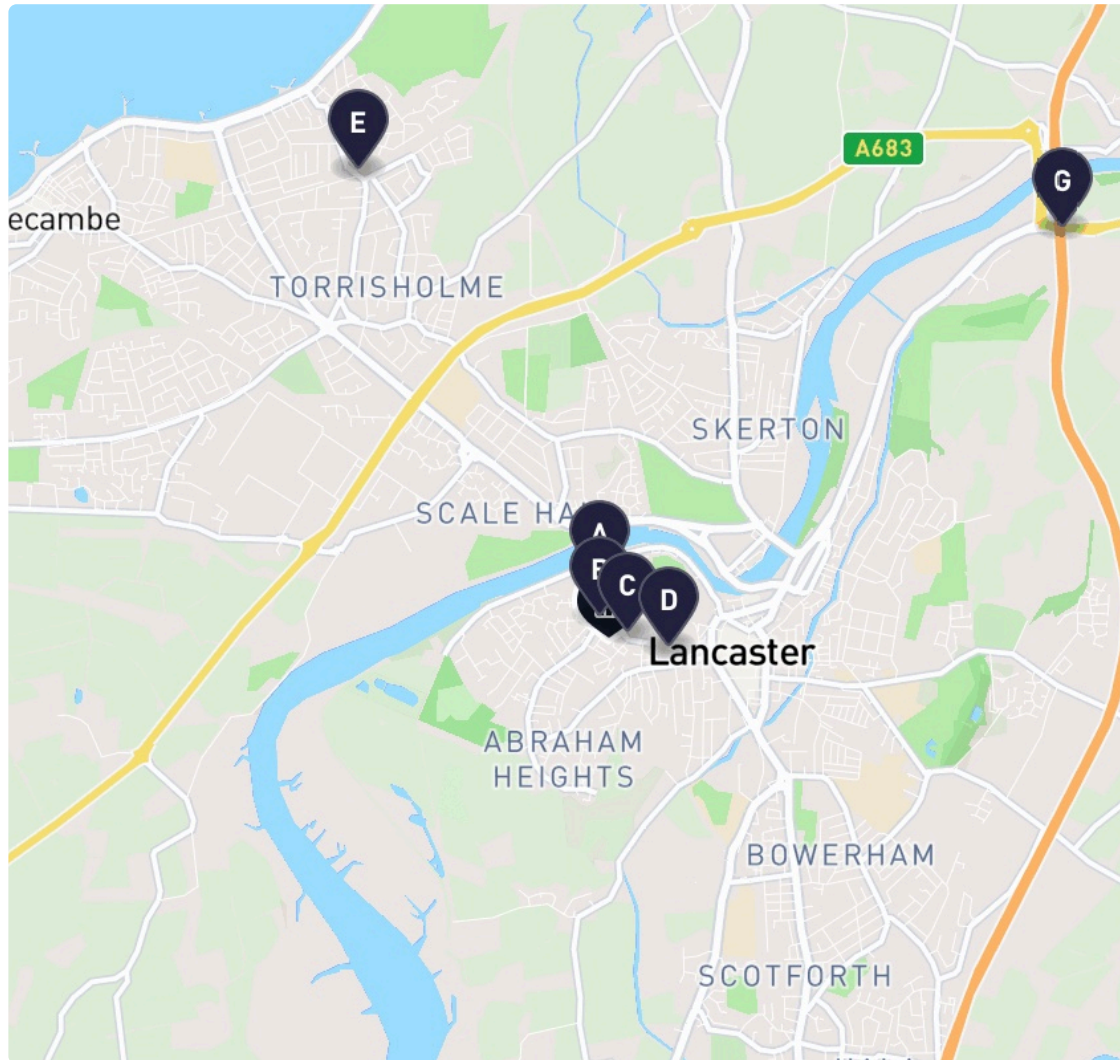 E
A683
G
ecambe
TORRISHOLME
SKERTON
SCALE HA
A
B
C
D
Lancaster
ABRAHAM
HEIGHTS
BOWERHAM
SCOTFORTH